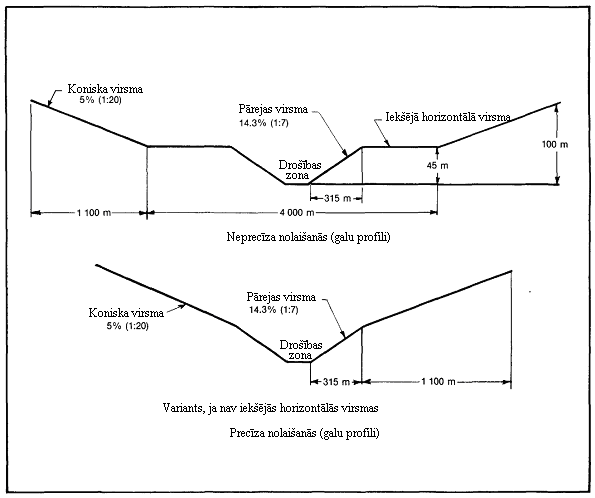 Koniska virsma
5% (1:20)
Pārejas virsma
14.3% (1:7)
Iekšējā horizontālā virsma
Drošības
zona
100 m
45 m
315 m
1 100 m
4 000 m
Neprecīza nolaišanās (galu profili)
Koniska virsma
5% (1:20)
Pārejas virsma
14.3% (1:7)
Drošības
zona
315 m
1 100 m
Variants, ja nav iekšējās horizontālās virsmas
Precīza nolaišanās (galu profili)